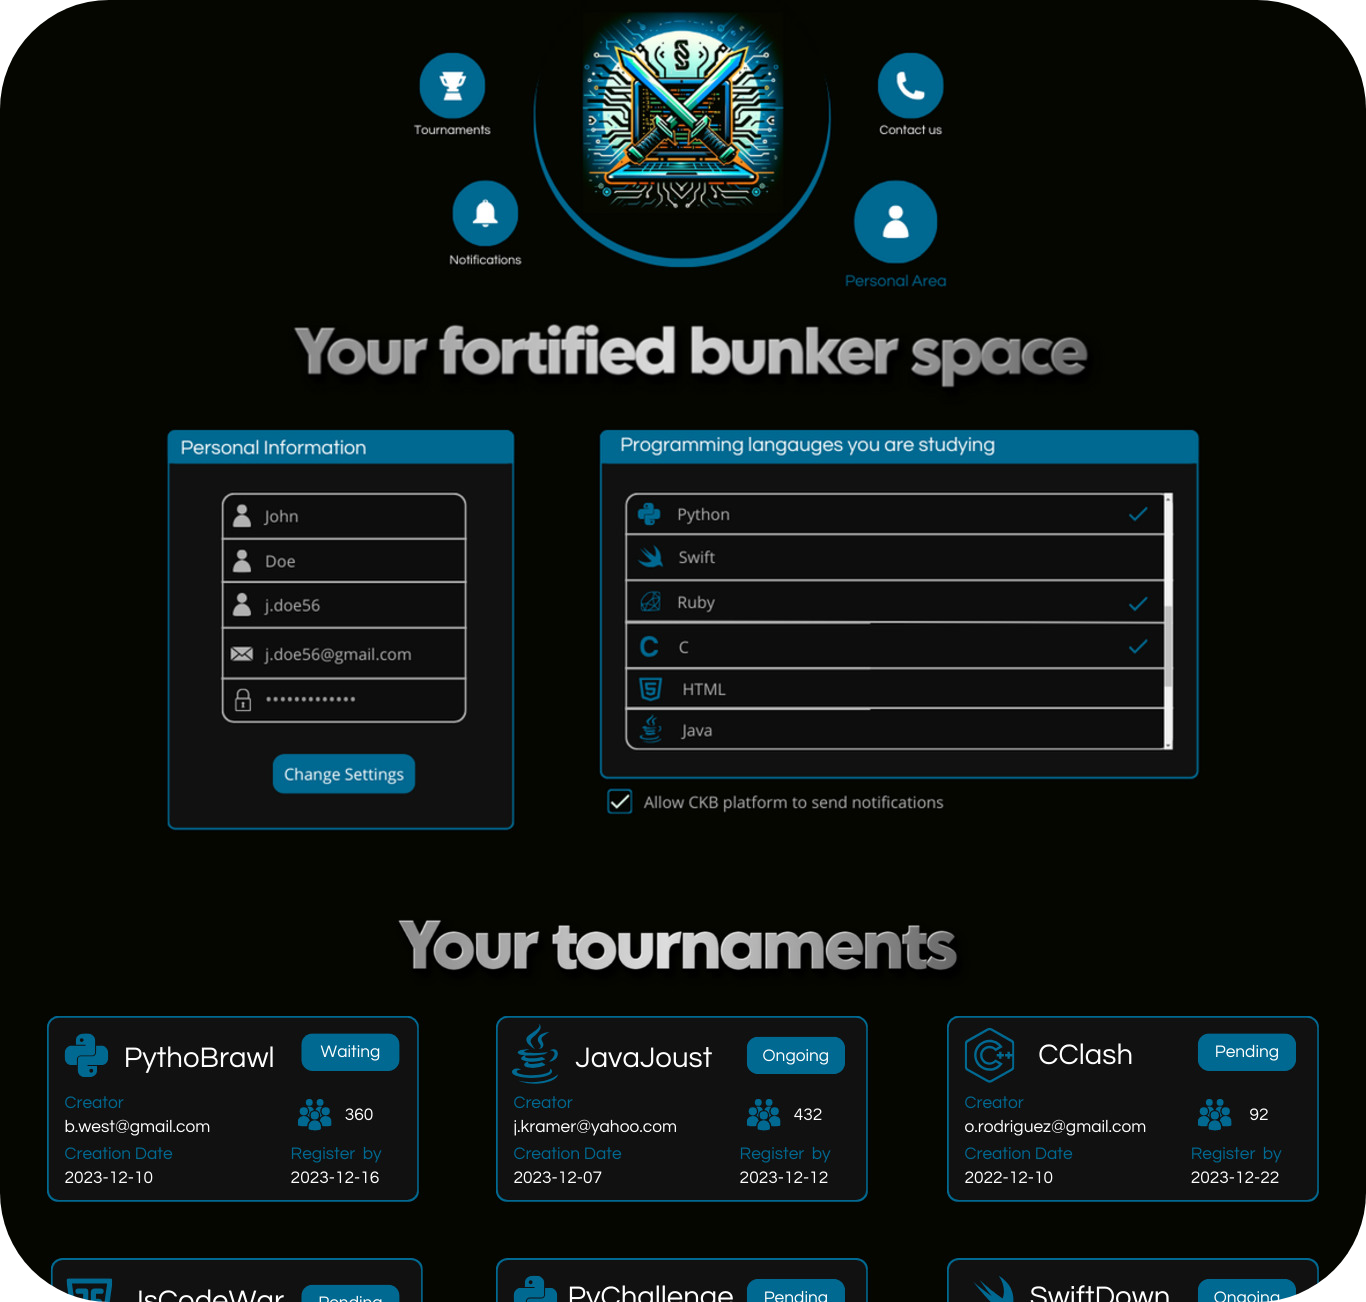 Tournaments
Contact us
Notifications
Personal Area
Your fortified bunker space
Personal Information
John
Doe
j.doe56
j.doe56@gmail.com
•••••••••••••
Change Settings
Programming langauges you are studying
Python
Swift
Ruby
C
HTML
Java
Allow CKB platform to send notifications
Your tournaments
PythoBrawl
Waiting
Creator
b.west@gmail.com
360
Creation Date
Register by
2023-12-10
2023-12-16
JavaJoust
Ongoing
Creator
j.kramer@yahoo.com
432
Creation Date
Register by
2023-12-07
2023-12-12
CClash
Pending
Creator
o.rodriguez@gmail.com
92
Creation Date
Register by
2022-12-10
2023-12-22
JsCodeWar
Pending
PyChallenge
Pending
SwiftDown
Ongoing